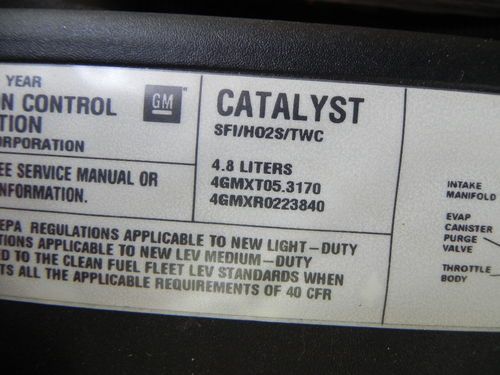 YEAR
N CONTROL
TION
ORPORATION
EE SERVICE MANUAL OR
NFORMATION.
GM
CATALYST
SFI/HO2S/TWC
4.8 LITERS
4GMXT05.3170
4GMXR0223840
EPA REGULATIONS APPLICABLE TO NEW LIGHT-DUTY
TIONS APPLICABLE TO NEW LEV MEDIUM-DUTY
ED TO THE CLEAN FUEL FLEET LEV STANDARDS WHEN
TS ALL THE APPLICABLE REQUIREMENTS OF 40 CFR
INTAKE
MANIFOLD
EVAP
CANISTER
PURGE
VALVE
THROTTLE
BODY